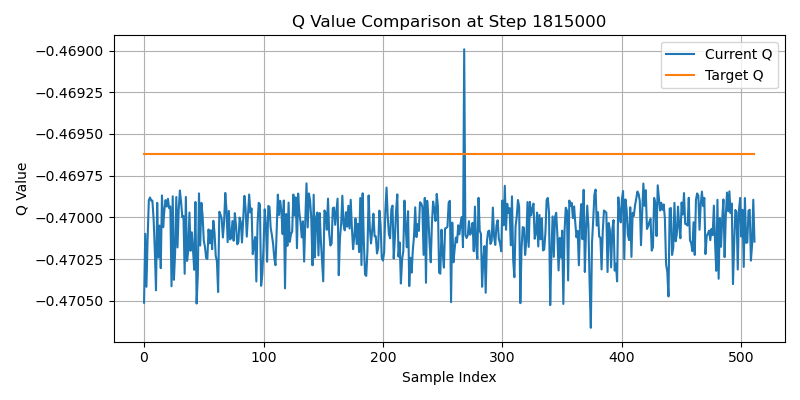 Q Value Comparison at Step 1815000
Current Q
Target Q
Q Value
−0.46900
−0.46925
−0.46950
−0.46975
−0.47000
−0.47025
−0.47050
0 100 200 300 400 500
Sample Index